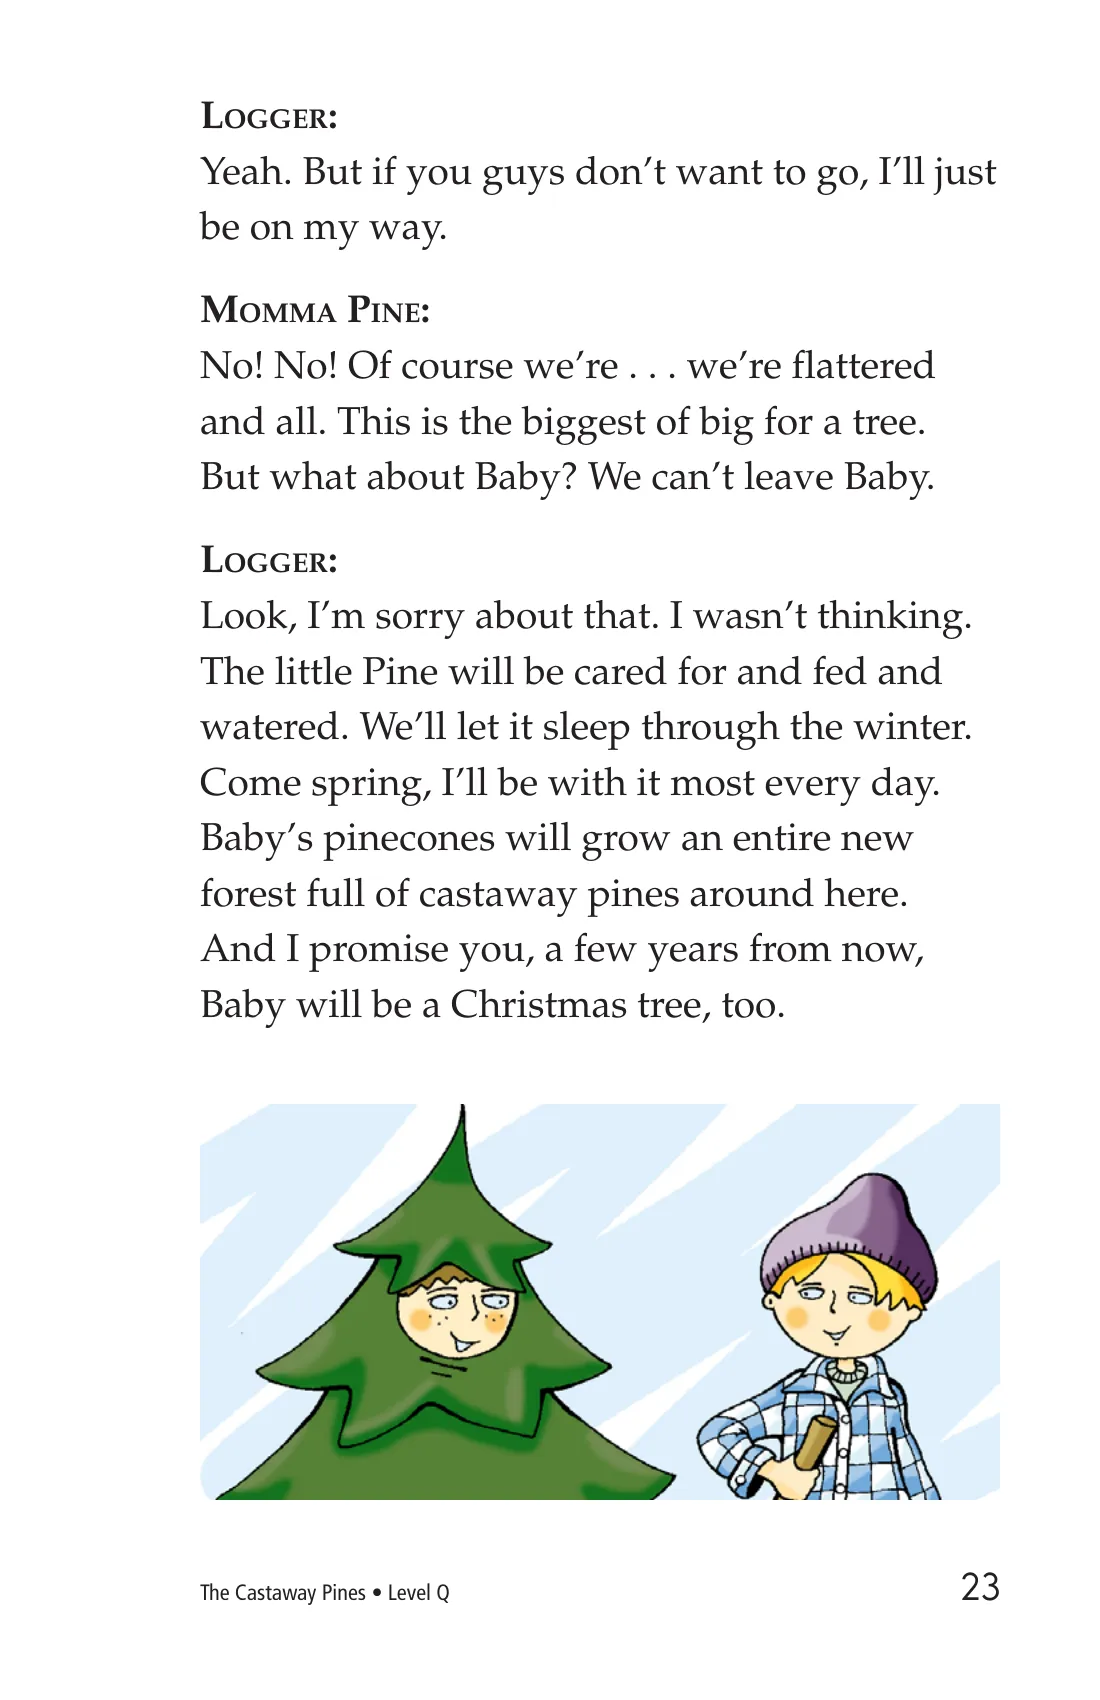 LOGGER:
Yeah. But if you guys don’t want to go, I’ll just
be on my way.
MOMMA PINE:
No! No! Of course we’re . . . we’re flattered
and all. This is the biggest of big for a tree.
But what about Baby? We can’t leave Baby.
LOGGER:
Look, I’m sorry about that. I wasn’t thinking.
The little Pine will be cared for and fed and
watered. We’ll let it sleep through the winter.
Come spring, I’ll be with it most every day.
Baby’s pinecones will grow an entire new
forest full of castaway pines around here.
And I promise you, a few years from now,
Baby will be a Christmas tree, too.
The Castaway Pines • Level Q
23